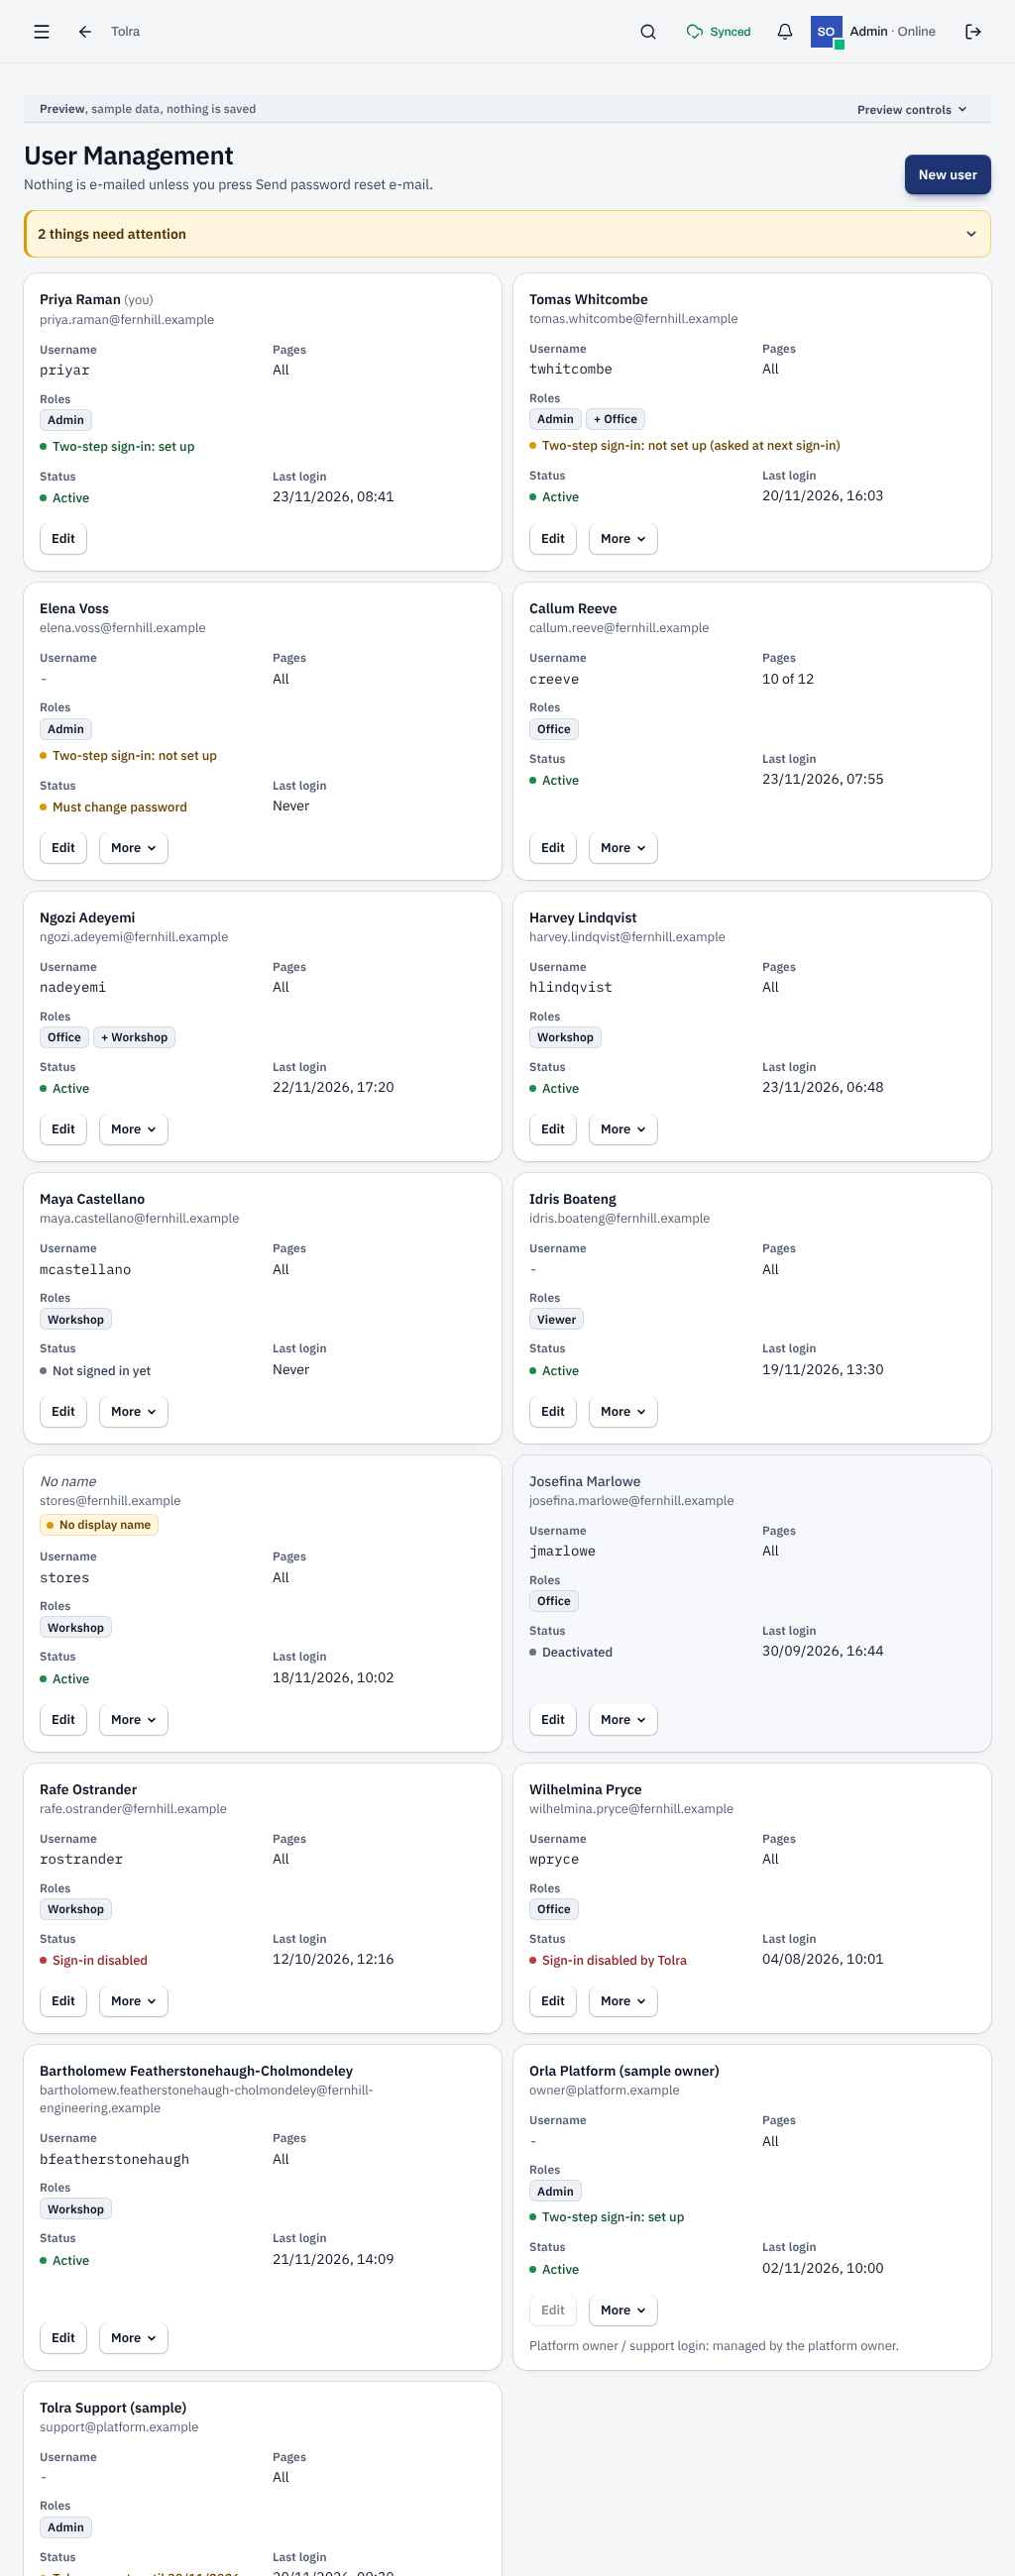 Tolra
Synced
SO
Admin · Online
Preview, sample data, nothing is saved
Preview controls
User Management
Nothing is e-mailed unless you press Send password reset e-mail.
New user
2 things need attention
Priya Raman (you)
priya.raman@fernhill.example
Username
Pages
priyar
All
Roles
Admin
Two-step sign-in: set up
Status
Last login
Active
23/11/2026, 08:41
Edit
Tomas Whitcombe
tomas.whitcombe@fernhill.example
Username
Pages
twhitcombe
All
Roles
Admin
+ Office
Two-step sign-in: not set up (asked at next sign-in)
Status
Last login
Active
20/11/2026, 16:03
Edit
More
Elena Voss
elena.voss@fernhill.example
Username
Pages
-
All
Roles
Admin
Two-step sign-in: not set up
Status
Last login
Must change password
Never
Edit
More
Callum Reeve
callum.reeve@fernhill.example
Username
Pages
creeve
10 of 12
Roles
Office
Status
Last login
Active
23/11/2026, 07:55
Edit
More
Ngozi Adeyemi
ngozi.adeyemi@fernhill.example
Username
Pages
nadeyemi
All
Roles
Office
+ Workshop
Status
Last login
Active
22/11/2026, 17:20
Edit
More
Harvey Lindqvist
harvey.lindqvist@fernhill.example
Username
Pages
hlindqvist
All
Roles
Workshop
Status
Last login
Active
23/11/2026, 06:48
Edit
More
Maya Castellano
maya.castellano@fernhill.example
Username
Pages
mcastellano
All
Roles
Workshop
Status
Last login
Not signed in yet
Never
Edit
More
Idris Boateng
idris.boateng@fernhill.example
Username
Pages
-
All
Roles
Viewer
Status
Last login
Active
19/11/2026, 13:30
Edit
More
No name
stores@fernhill.example
No display name
Username
Pages
stores
All
Roles
Workshop
Status
Last login
Active
18/11/2026, 10:02
Edit
More
Josefina Marlowe
josefina.marlowe@fernhill.example
Username
Pages
jmarlowe
All
Roles
Office
Status
Last login
Deactivated
30/09/2026, 16:44
Edit
More
Rafe Ostrander
rafe.ostrander@fernhill.example
Username
Pages
rostrander
All
Roles
Workshop
Status
Last login
Sign-in disabled
12/10/2026, 12:16
Edit
More
Wilhelmina Pryce
wilhelmina.pryce@fernhill.example
Username
Pages
wpryce
All
Roles
Office
Status
Last login
Sign-in disabled by Tolra
04/08/2026, 10:01
Edit
More
Bartholomew Featherstonehaugh-Cholmondeley
bartholomew.featherstonehaugh-cholmondeley@fernhill-
engineering.example
Username
Pages
bfeatherstonehaugh
All
Roles
Workshop
Status
Last login
Active
21/11/2026, 14:09
Edit
More
Orla Platform (sample owner)
owner@platform.example
Username
Pages
-
All
Roles
Admin
Two-step sign-in: set up
Status
Last login
Active
02/11/2026, 10:00
Edit
More
Platform owner / support login: managed by the platform owner.
Tolra Support (sample)
support@platform.example
Username
Pages
-
All
Roles
Admin
Status
Last login